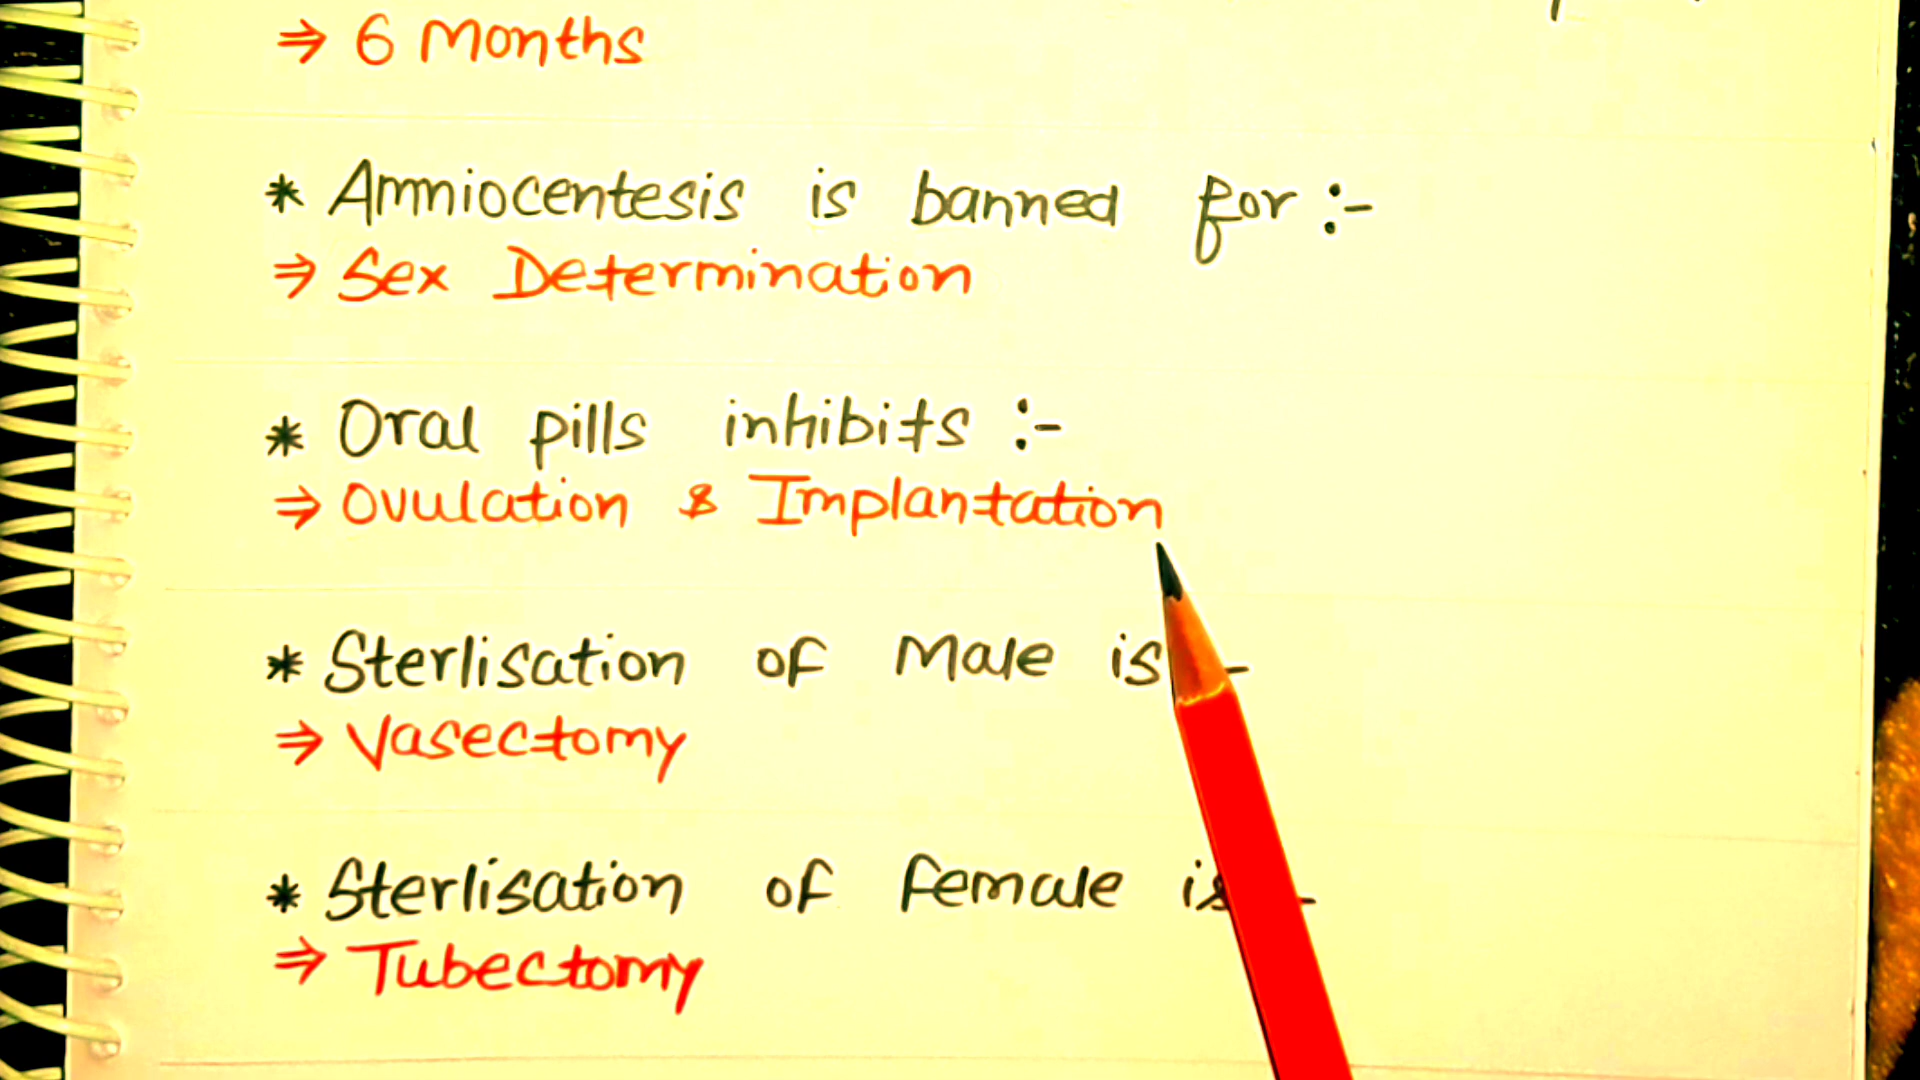 ⇒ 6 Months
* Amniocentesis is banned for :-
⇒ Sex Determination
* Oral pills inhibits :-
⇒ Ovulation & Implantation
* Sterlisation of Male is -
⇒ Vasectomy
* Sterlisation of female is -
⇒ Tubectomy